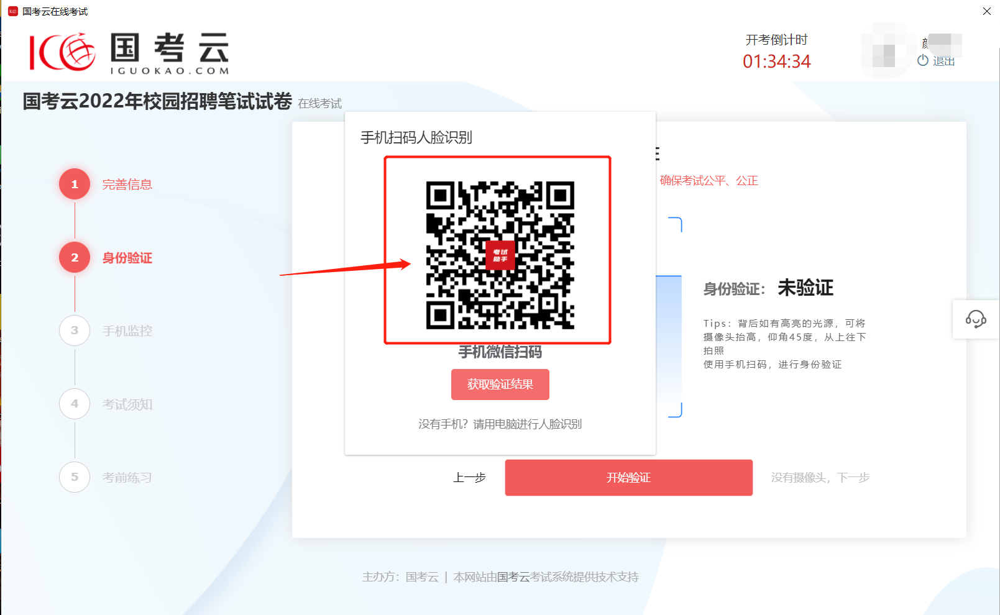 国考云在线考试
国考云
IGUOKAO.COM
开考倒计时
01:34:34
退出
国考云2022年校园招聘笔试试卷 在线考试
手机扫码人脸识别
确保考试公平、公正
1 完善信息
2 身份验证
3 手机监控
4 考试须知
5 考前练习
考试
助手
手机微信扫码
获取验证结果
没有手机？请用电脑进行人脸识别
身份验证： 未验证
Tips：背后如有高亮的光源，可将
摄像头抬高，仰角45度，从上往下
拍照
使用手机扫码，进行身份验证
上一步
开始验证
没有摄像头，下一步
主办方：国考云 | 本网站由国考云考试系统提供技术支持